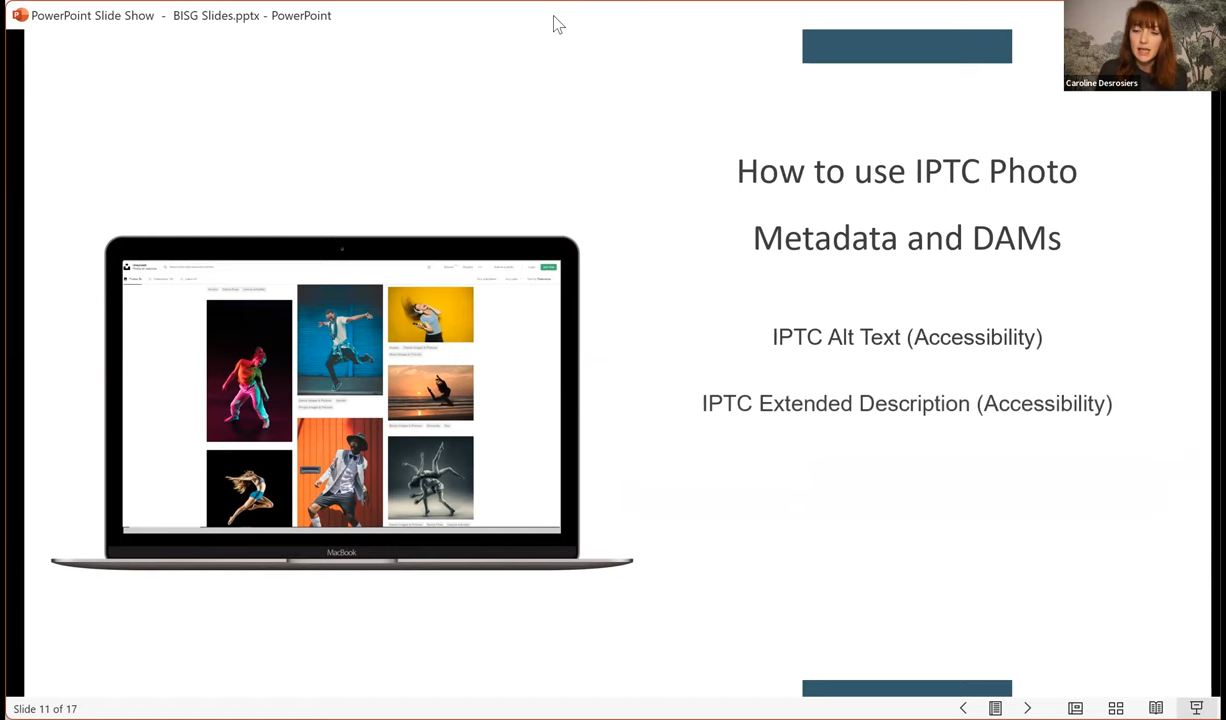 PowerPoint Slide Show - BISG Slides.pptx - PowerPoint
Caroline Desrosiers
How to use IPTC Photo
Metadata and DAMs
IPTC Alt Text (Accessibility)
IPTC Extended Description (Accessibility)
MacBook
Slide 11 of 17